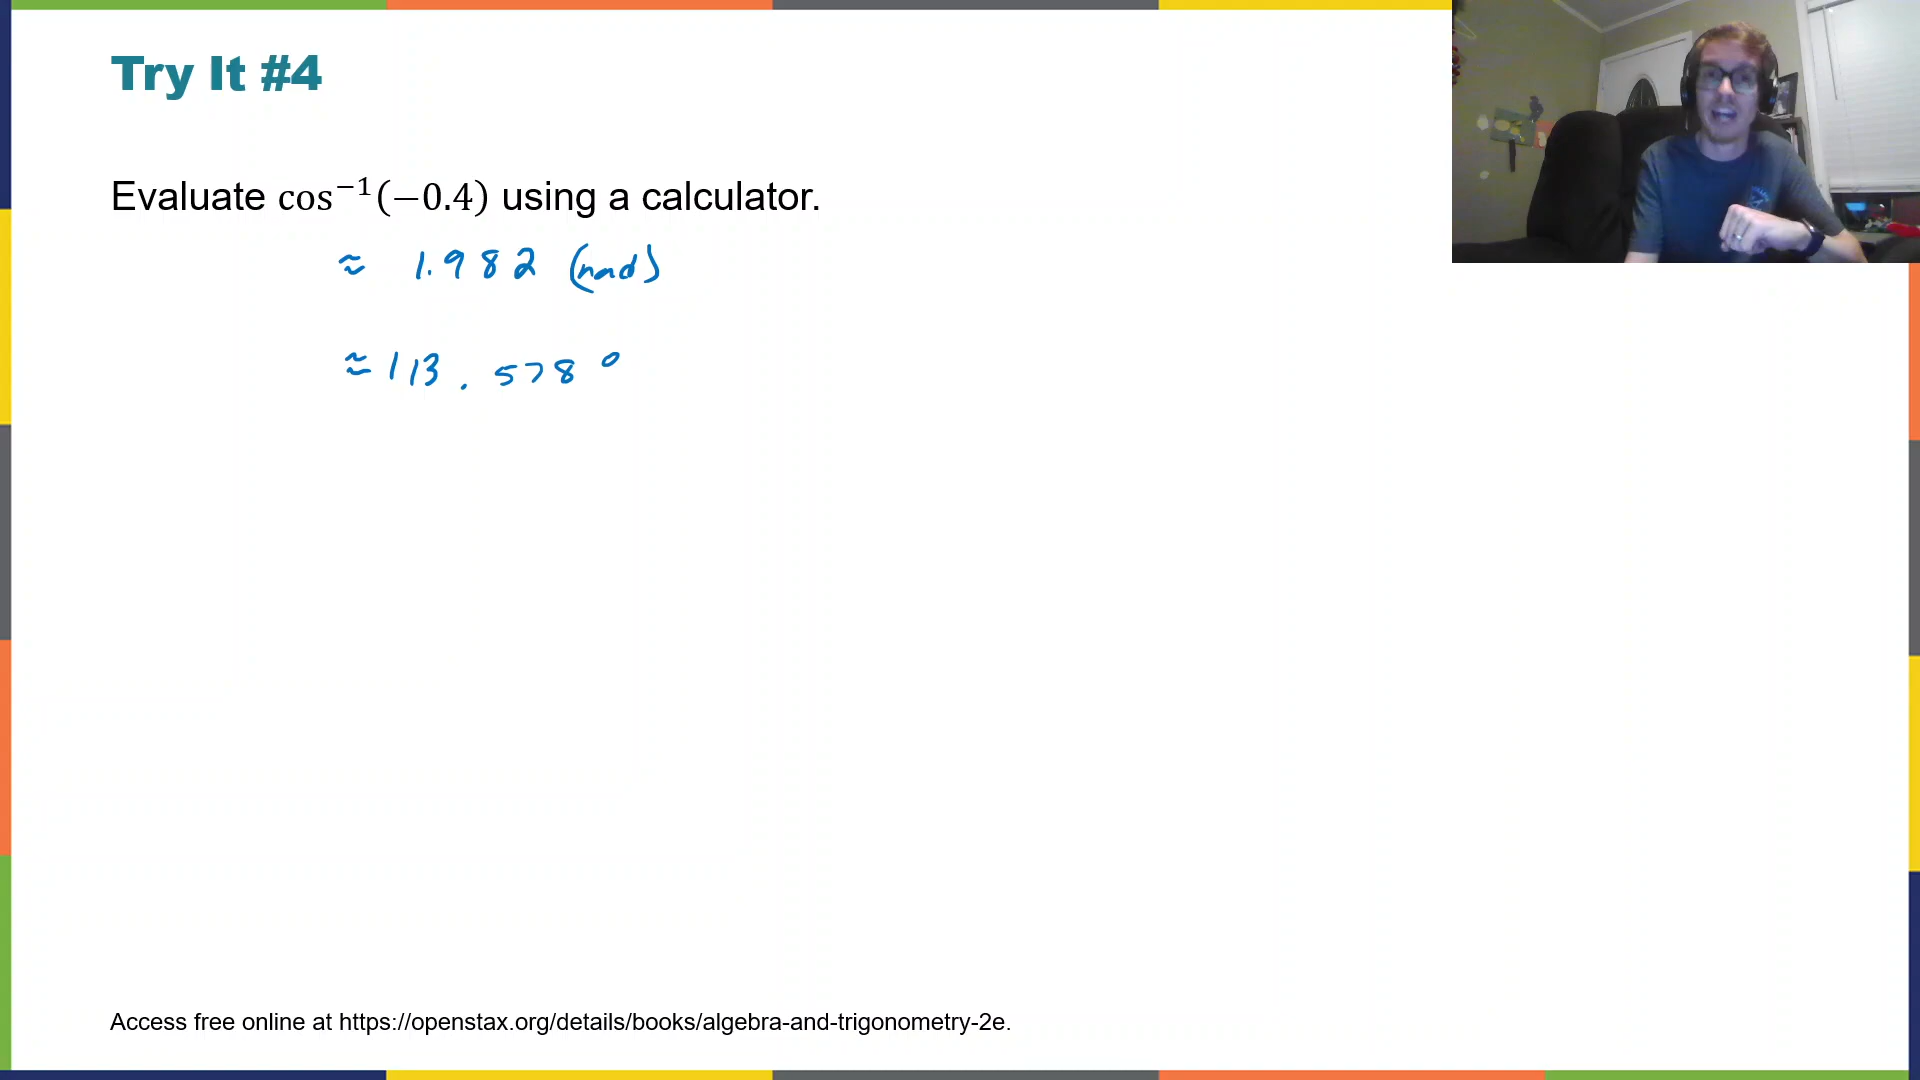 Try It #4
Evaluate cos⁻¹(−0.4) using a calculator.
≈ 1.982 (rad)
≈ 113.578°
Access free online at https://openstax.org/details/books/algebra-and-trigonometry-2e.